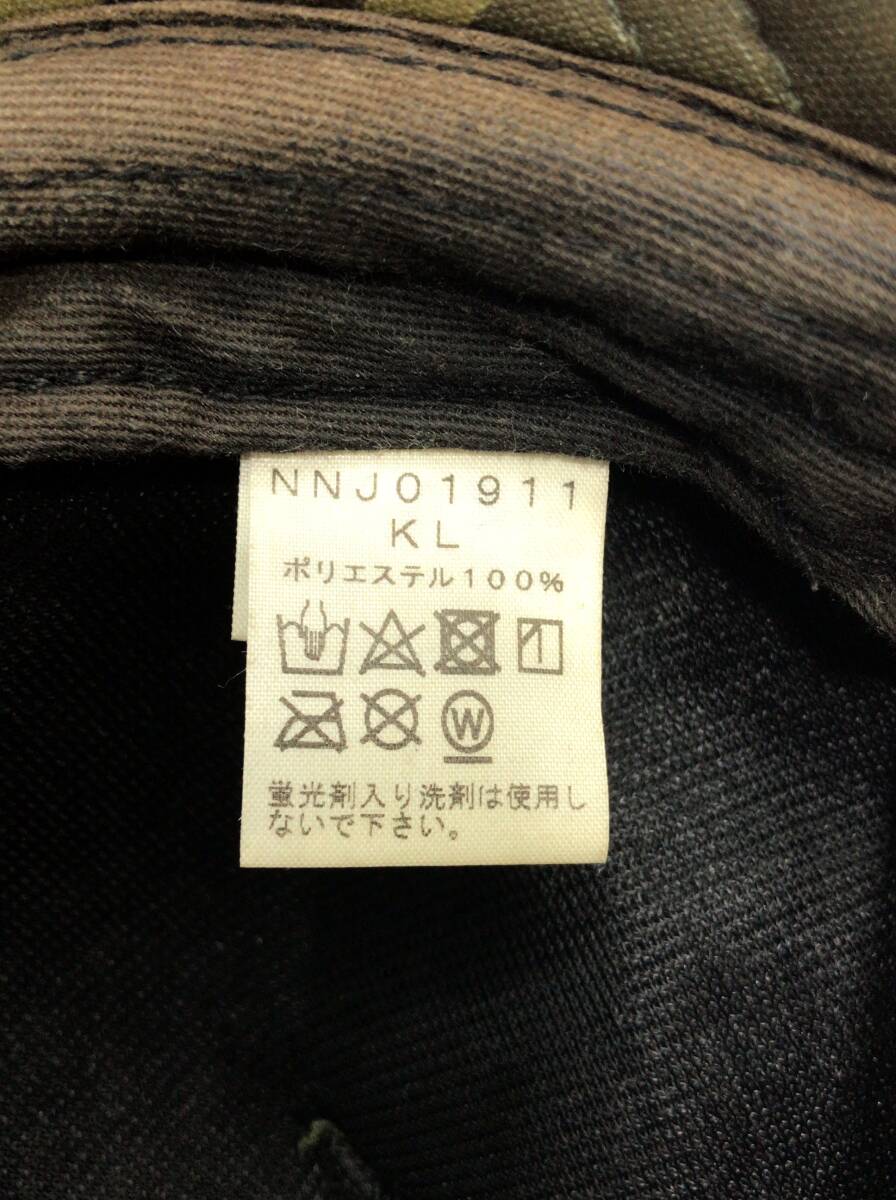 NNJ01911
KL
ポリエステル100%
W
蛍光剤入り洗剤は使用し
ないで下さい。